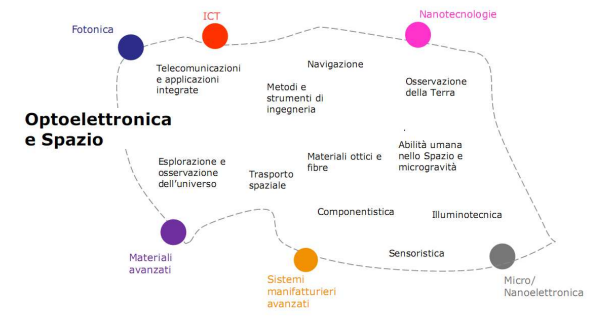 ICT
Nanotecnologie
Fotonica
Navigazione
Telecomunicazioni
e applicazioni
integrate
Metodi e
strumenti di
ingegneria
Osservazione
della Terra
Optoelettronica
e Spazio
Abilità umana
nello Spazio e
microgravità
Esplorazione e
osservazione
dell'universo
Trasporto
spaziale
Materiali ottici e
fibre
Componentistica
Illuminotecnica
Sensoristica
Materiali
avanzati
Sistemi
manifatturieri
avanzati
Micro/
Nanoelettronica